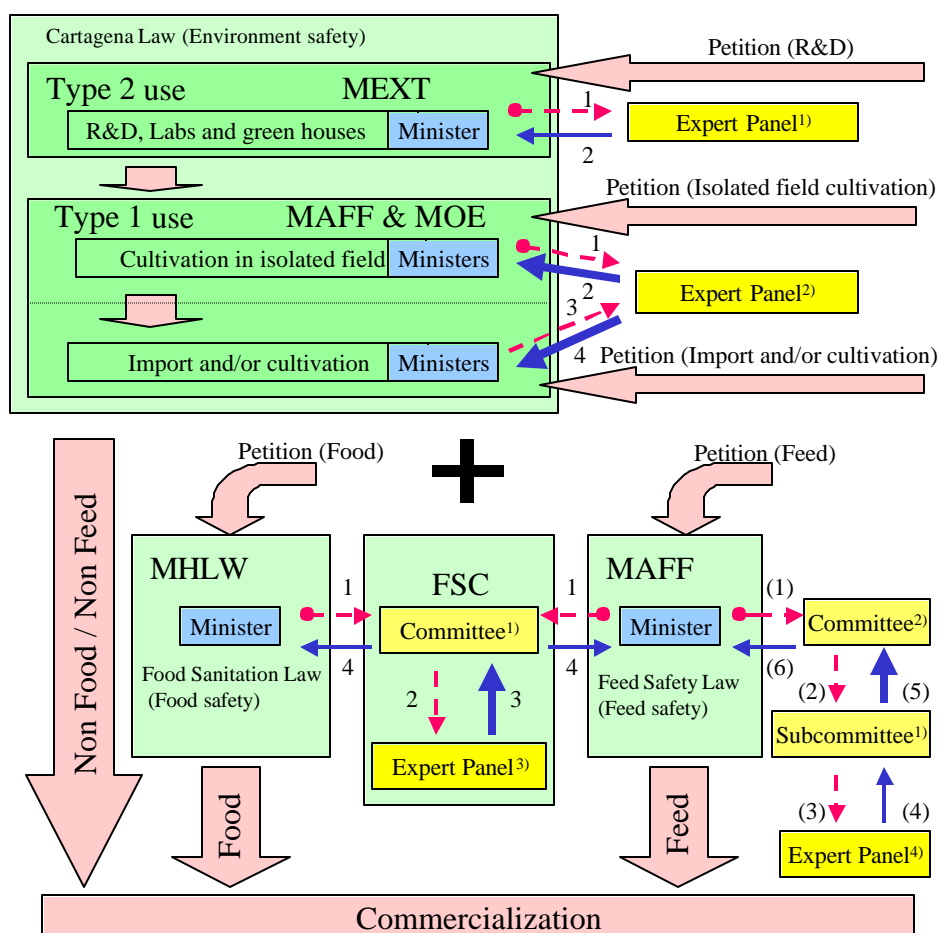 Cartagena Law (Environment safety)
Petition (R&D)
Type 2 use
MEXT
1
R&D, Labs and green houses
Minister
Expert Panel1)
2
Petition (Isolated field cultivation)
Type 1 use
MAFF & MOE
1
Cultivation in isolated field
Ministers
2
Expert Panel2)
3
4
Import and/or cultivation
Ministers
Petition (Import and/or cultivation)
Petition (Food)
Petition (Feed)
Non Food / Non Feed
MHLW
FSC
MAFF
1
1
(1)
Minister
Committee1)
Minister
Committee2)
4
4
(6)
Food Sanitation Law
(Food safety)
2
3
Feed Safety Law
(Feed safety)
(2)
(5)
Subcommittee1)
Expert Panel3)
(3)
(4)
Food
Feed
Expert Panel4)
Commercialization